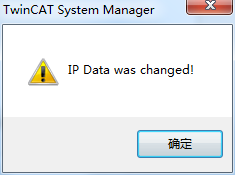 TwinCAT System Manager
IP Data was changed!
确定